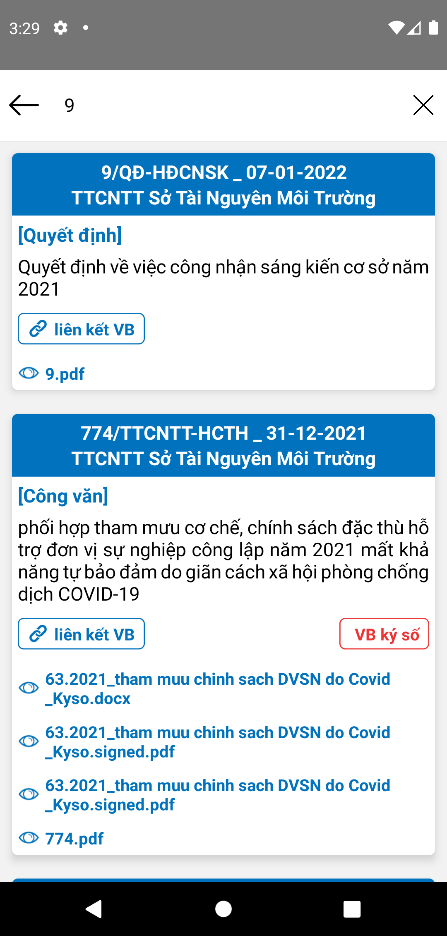 3:29
9
9/QĐ-HĐCNSK _ 07-01-2022
TTCNTT Sở Tài Nguyên Môi Trường
[Quyết định]
Quyết định về việc công nhận sáng kiến cơ sở năm
2021
liên kết VB
9.pdf
774/TTCNTT-HCTH _ 31-12-2021
TTCNTT Sở Tài Nguyên Môi Trường
[Công văn]
phối hợp tham mưu cơ chế, chính sách đặc thù hỗ
trợ đơn vị sự nghiệp công lập năm 2021 mất khả
năng tự bảo đảm do giãn cách xã hội phòng chống
dịch COVID-19
liên kết VB
VB ký số
63.2021_tham muu chinh sach DVSN do Covid
_Kyso.docx
63.2021_tham muu chinh sach DVSN do Covid
_Kyso.signed.pdf
63.2021_tham muu chinh sach DVSN do Covid
_Kyso.signed.pdf
774.pdf